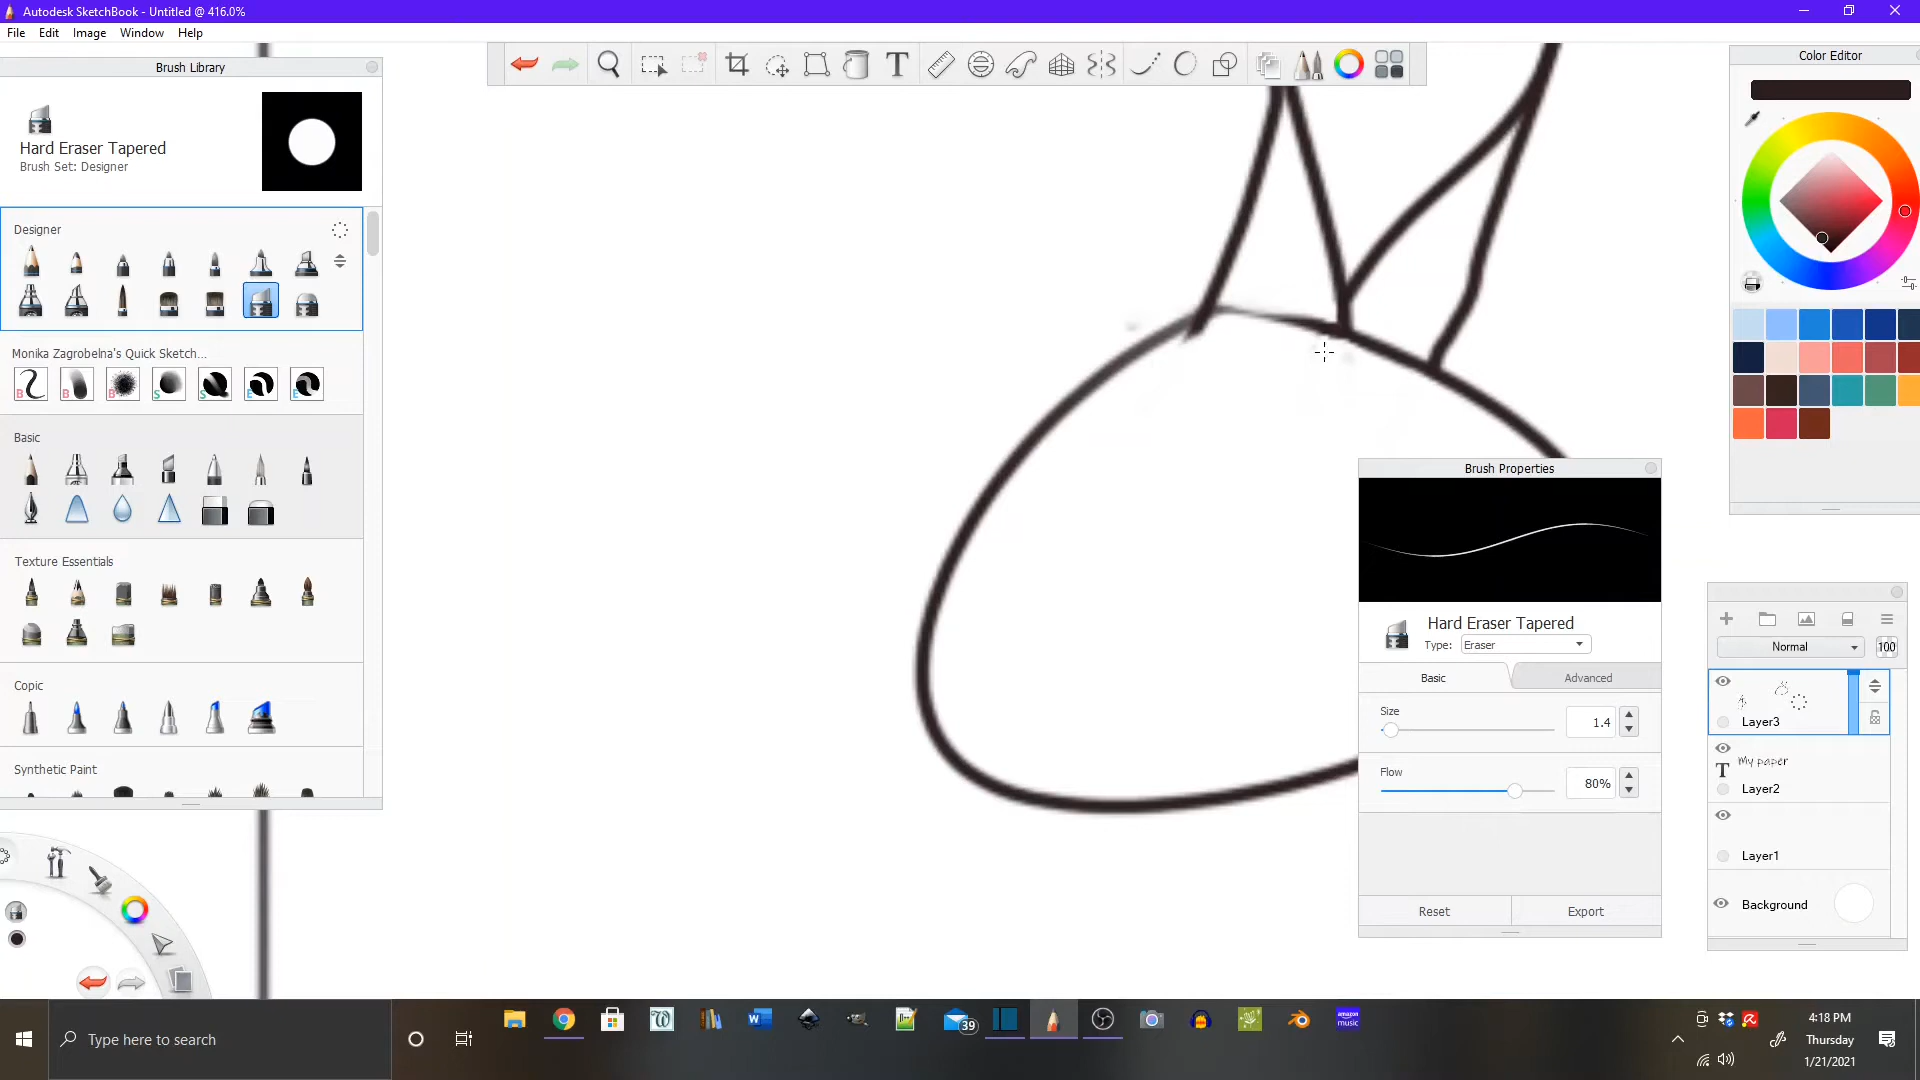 Autodesk SketchBook - Untitled @ 416.0%
File Edit Image Window Help
Brush Library
Color Editor
Hard Eraser Tapered
Brush Set: Designer
Designer
Monika Zagrobelna's Quick Sketch...
B B B S S E E
Basic
Texture Essentials
Copic
Synthetic Paint
T
Brush Properties
Hard Eraser Tapered
Type: Eraser
Basic Advanced
Size
1.4
Flow
80%
Reset Export
Normal 100
Layer3
T My paper
Layer2
Layer1
Background
Type here to search
39
amazon
music
4:18 PM
Thursday
1/21/2021